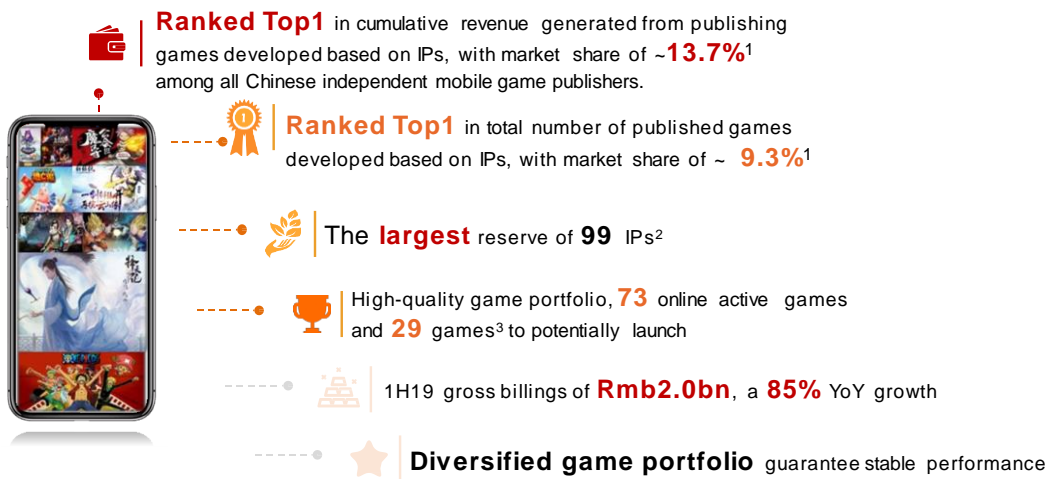 Ranked Top1 in cumulative revenue generated from publishing
games developed based on IPs, with market share of ~13.7%¹
among all Chinese independent mobile game publishers.
1
Ranked Top1 in total number of published games
developed based on IPs, with market share of ~ 9.3%¹
The largest reserve of 99 IPs²
High-quality game portfolio, 73 online active games
and 29 games³ to potentially launch
1H19 gross billings of Rmb2.0bn, a 85% YoY growth
Diversified game portfolio guarantee stable performance